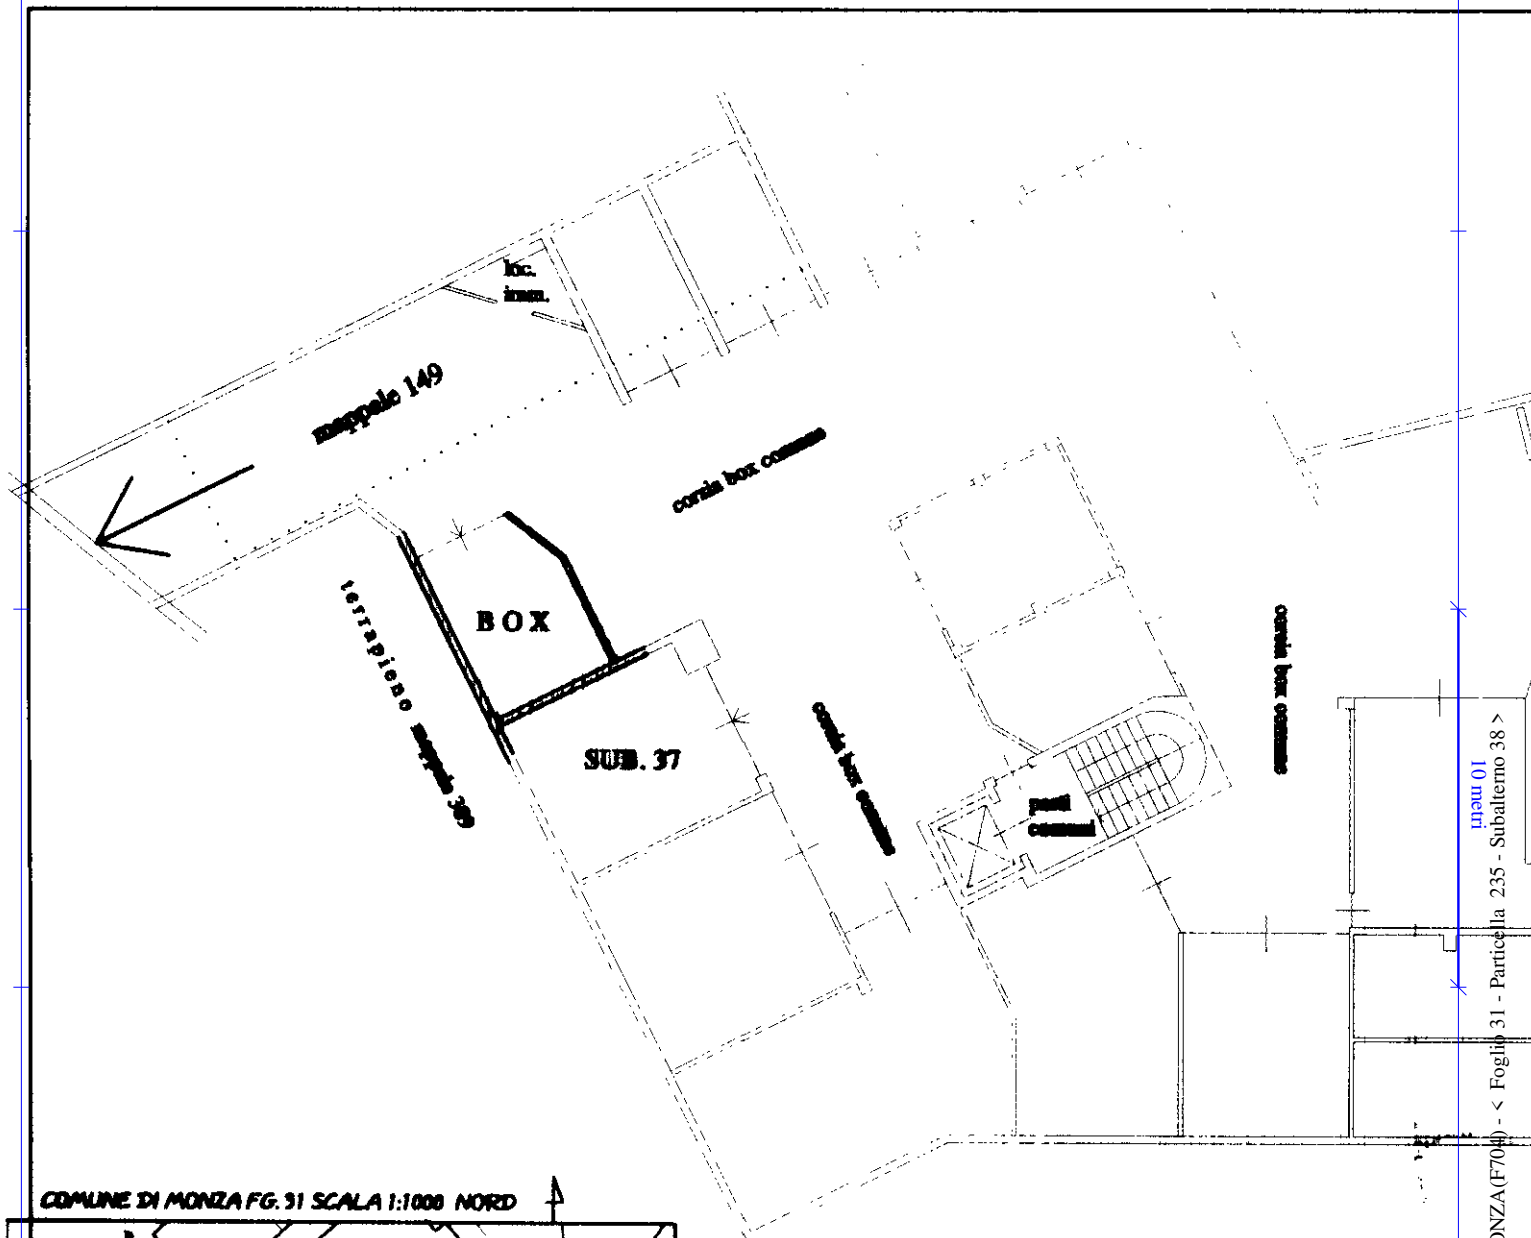 loc.
imm.
mappale 149
corsia box comune
BOX
terrapieno mappale 389
SUB. 37
corsia box comune
corsia box comune
parti
comuni
10 metri
ONZA(F704) - < Foglio 31 - Particella 235 - Subalterno 38 >
COMUNE DI MONZA FG. 31 SCALA 1:1000 NORD